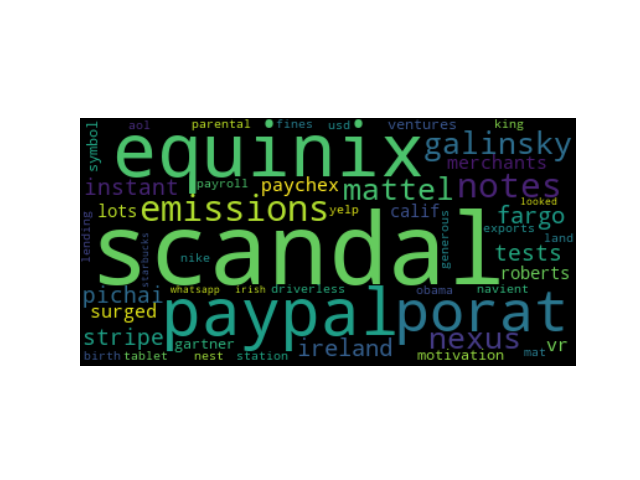 symbol aol parental fines usd ventures king
equinix galinsky
merchants
instant payroll paychex mattel notes
looked
lots emissions yelp calif fargo
exports
lending starbucks scandal generous land
nike tests
roberts
whatsapp irish driverless obama navient
pichai paypal porat
surged
stripe nexus
gartner ireland vr
birth tablet nest station motivation mat